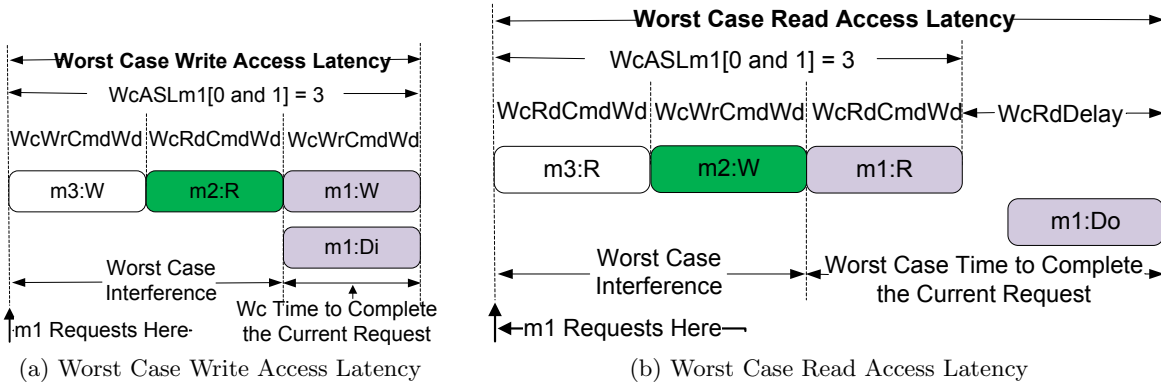 Worst Case Write Access Latency
WcASLm1[0 and 1] = 3
WcWrCmdWd WcRdCmdWd WcWrCmdWd
m3:W m2:R m1:W
m1:Di
Worst Case
Interference
Wc Time to Complete
the Current Request
m1 Requests Here
(a) Worst Case Write Access Latency
Worst Case Read Access Latency
WcASLm1[0 and 1] = 3
WcRdCmdWd WcWrCmdWd WcRdCmdWd WcRdDelay
m3:R m2:W m1:R
m1:Do
Worst Case
Interference
Worst Case Time to Complete
the Current Request
m1 Requests Here
(b) Worst Case Read Access Latency